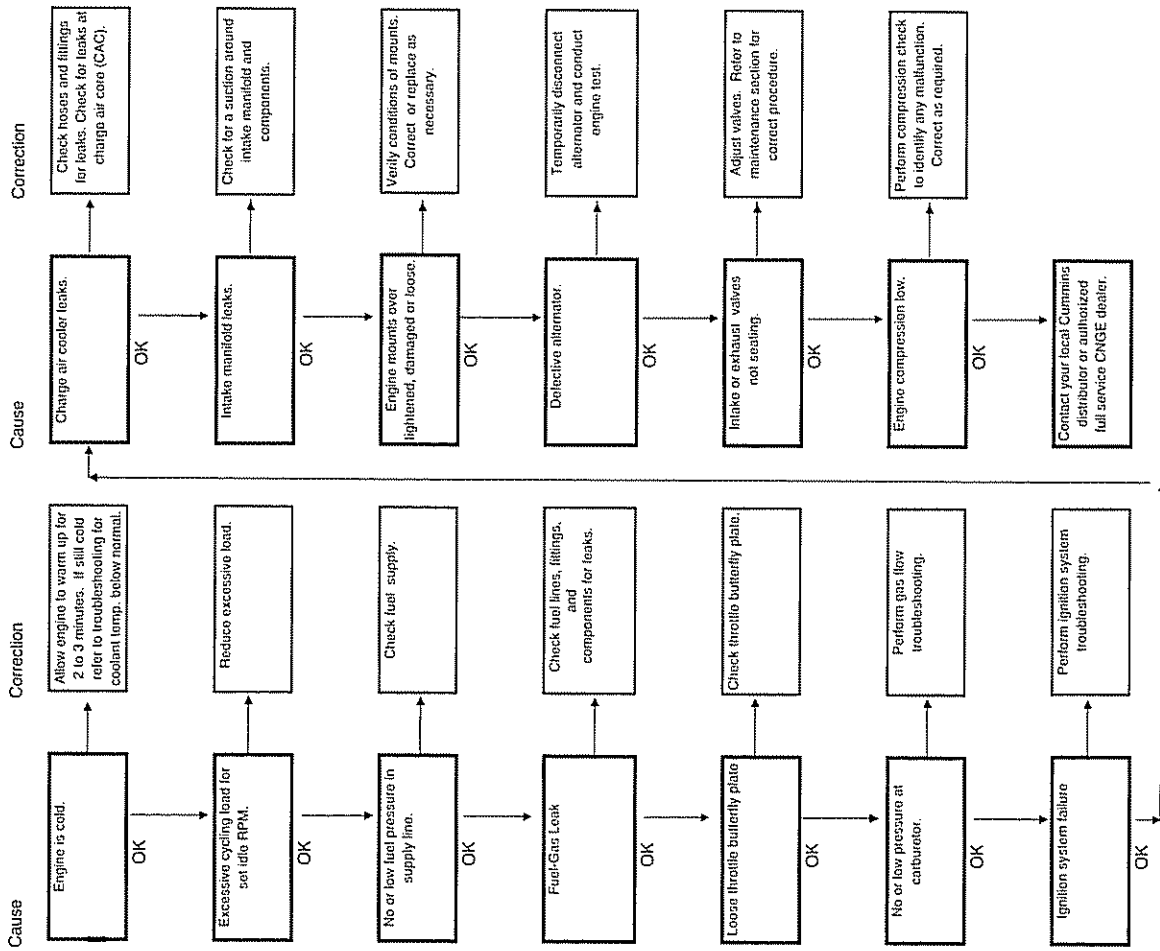 Cause
Correction
Engine is cold.
Allow engine to warm up for
2 to 3 minutes. If still cold
refer to troubleshooting for
coolant temp. below normal.
OK
Excessive cycling load for
set idle RPM.
Reduce excessive load.
OK
No or low fuel pressure in
supply line.
Check fuel supply.
OK
Fuel-Gas Leak
Check fuel lines, fittings,
and
components for leaks.
OK
Loose throttle butterfly plate
Check throttle butterfly plate.
OK
No or low pressure at
carburetor.
Perform gas flow
troubleshooting.
OK
Ignition system failure
Perform ignition system
troubleshooting.
OK
Cause
Correction
Charge air cooler leaks.
Check hoses and fittings
for leaks. Check for leaks at
charge air core (CAC).
OK
Intake manifold leaks.
Check for a suction around
intake manifold and
components.
OK
Engine mounts over
tightened, damaged or loose.
Verify conditions of mounts.
Correct or replace as
necessary.
OK
Defective alternator.
Temporarily disconnect
alternator and conduct
engine test.
OK
Intake or exhaust valves
not seating.
Adjust valves. Refer to
maintenance section for
correct procedure.
OK
Engine compression low.
Perform compression check
to identify any malfunction.
Correct as required.
OK
Contact your local Cummins
distributor or authorized
full service CNGE dealer.